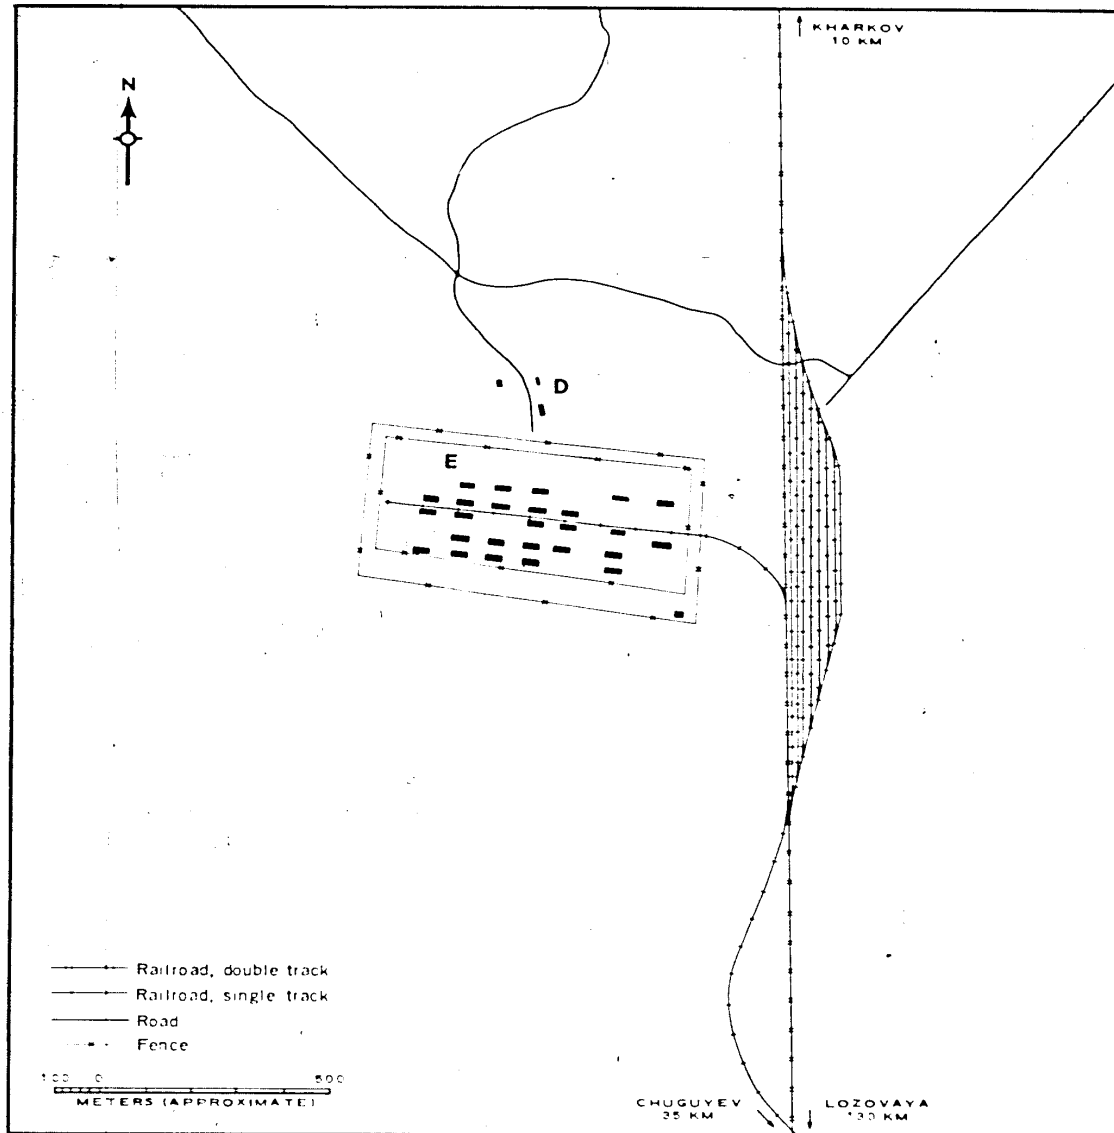 KHARKOV
10 KM
N
D
E
Railroad, double track
Railroad, single track
Road
Fence
100 0 500
METERS (APPROXIMATE)
CHUGUYEV
35 KM
LOZOVAYA
130 KM